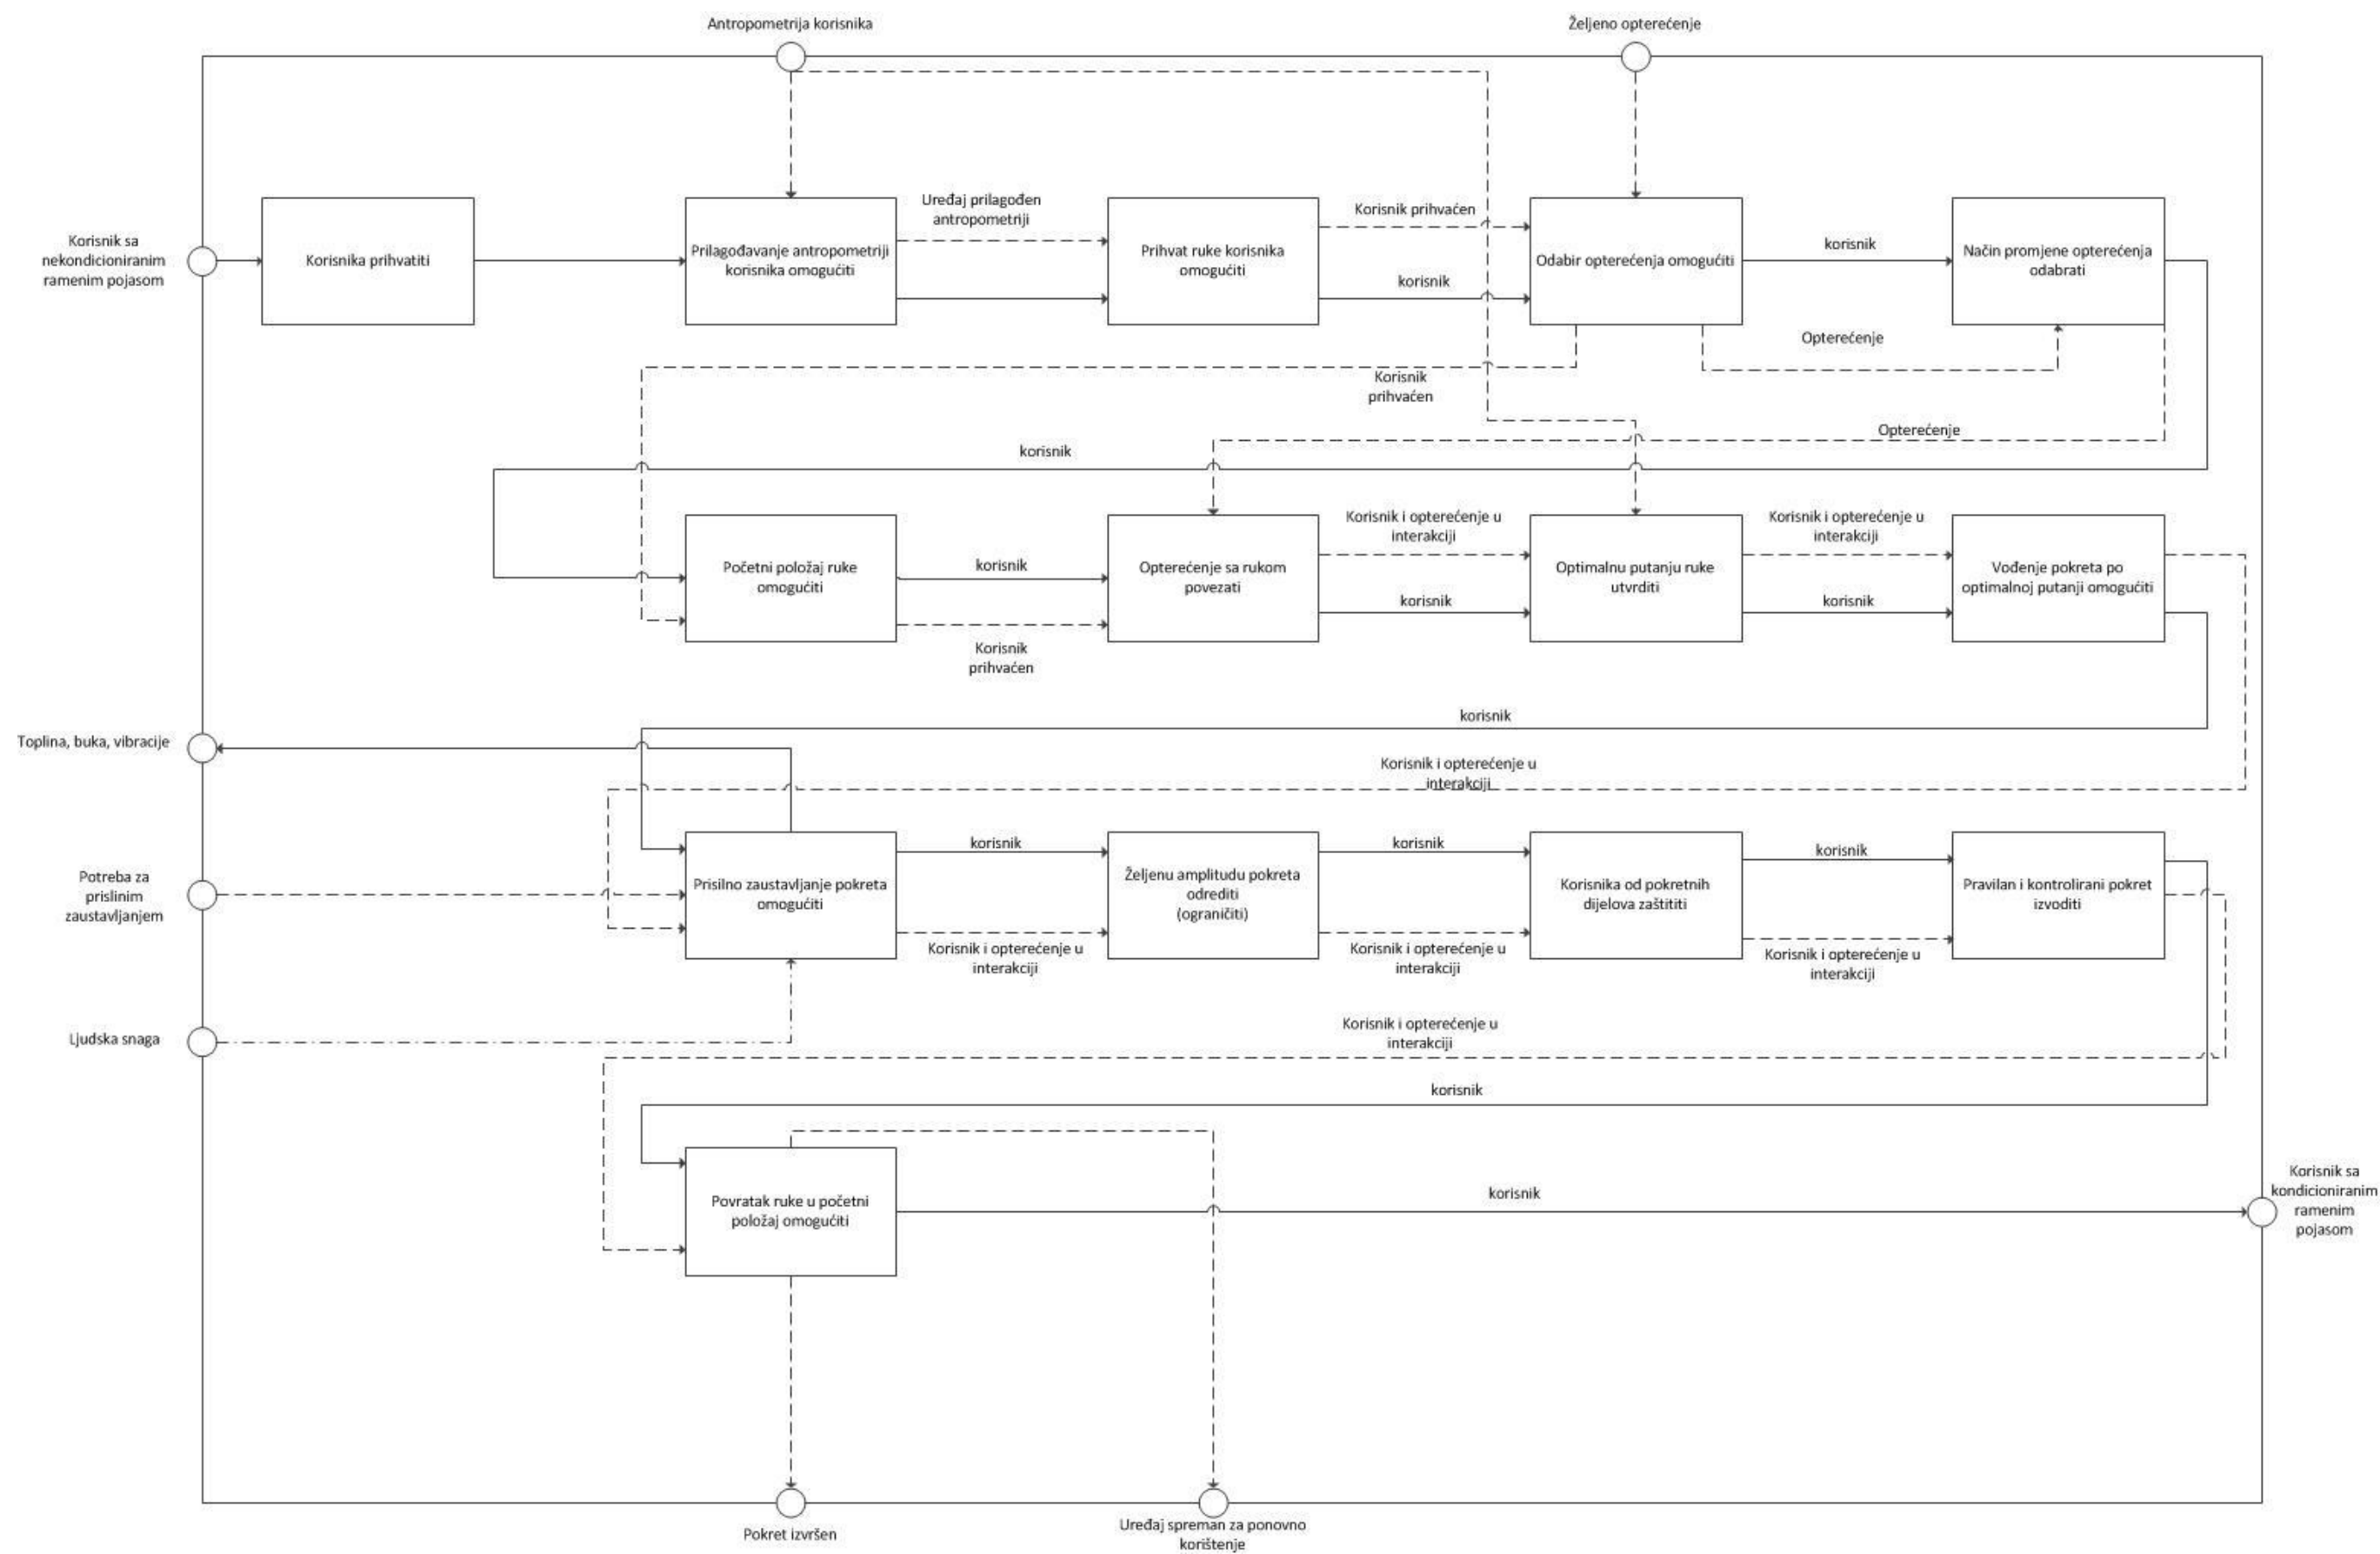 Antropometrija korisnika
Željeno opterećenje
Korisnik sa
nekondicioniranim
ramenim pojasom
Korisnika prihvatiti
Prilagođavanje antropometriji
korisnika omogućiti
Uređaj prilagođen
antropometriji
Prihvat ruke korisnika
omogućiti
Korisnik prihvaćen
korisnik
Odabir opterećenja omogućiti
korisnik
Način promjene opterećenja
odabrati
Opterećenje
Korisnik
prihvaćen
Opterećenje
korisnik
Početni položaj ruke
omogućiti
korisnik
Korisnik
prihvaćen
Opterećenje sa rukom
povezati
Korisnik i opterećenje u
interakciji
korisnik
Optimalnu putanju ruke
utvrditi
Korisnik i opterećenje u
interakciji
korisnik
Vođenje pokreta po
optimalnoj putanji omogućiti
korisnik
Toplina, buka, vibracije
Korisnik i opterećenje u
interakciji
Potreba za
prislinim
zaustavljanjem
Prisilno zaustavljanje pokreta
omogućiti
korisnik
Korisnik i opterećenje u
interakciji
Željenu amplitudu pokreta
odrediti
(ograničiti)
korisnik
Korisnik i opterećenje u
interakciji
Korisnika od pokretnih
dijelova zaštititi
korisnik
Korisnik i opterećenje u
interakciji
Pravilan i kontrolirani pokret
izvoditi
Ljudska snaga
Korisnik i opterećenje u
interakciji
korisnik
Povratak ruke u početni
položaj omogućiti
korisnik
Korisnik sa
kondicioniranim
ramenim
pojasom
Pokret izvršen
Uređaj spreman za ponovno
korištenje